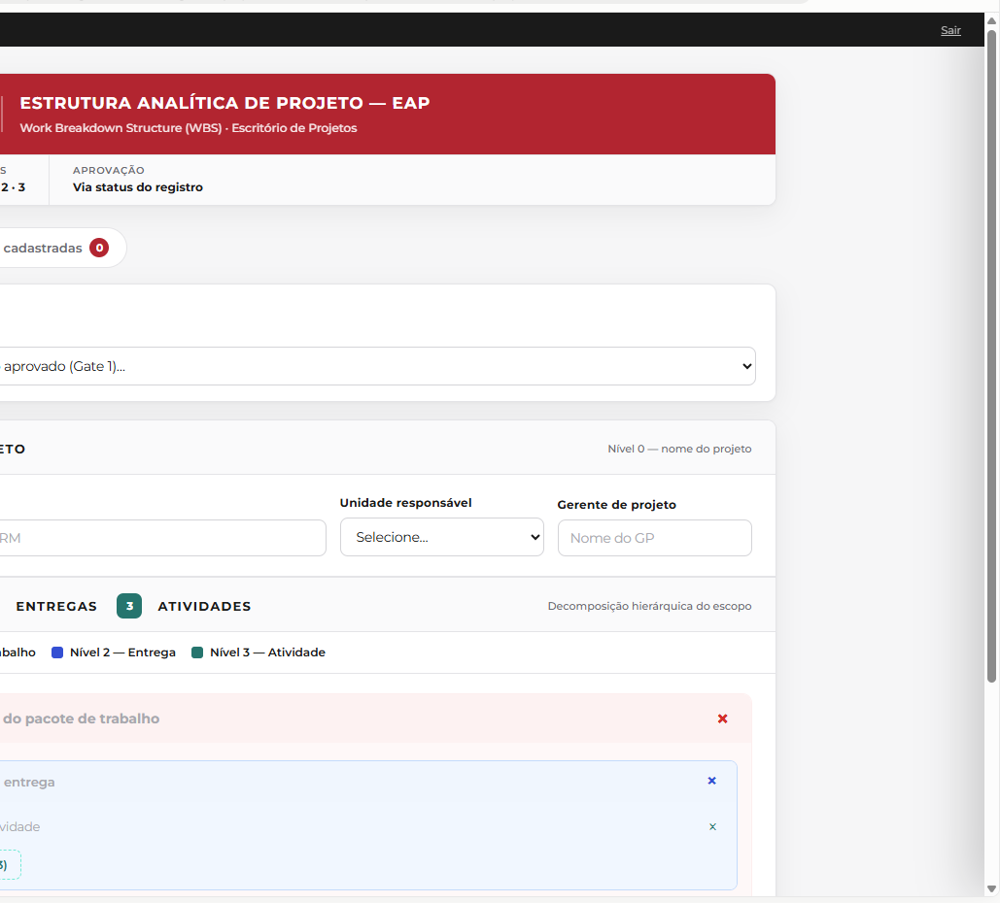 Sair
ESTRUTURA ANALÍTICA DE PROJETO — EAP
Work Breakdown Structure (WBS) · Escritório de Projetos
S
2 · 3
APROVAÇÃO
Via status do registro
cadastradas 0
aprovado (Gate 1)...
ETO
Nível 0 — nome do projeto
Unidade responsável
Gerente de projeto
RM
Selecione...
Nome do GP
ENTREGAS 3 ATIVIDADES
Decomposição hierárquica do escopo
balho Nível 2 — Entrega Nível 3 — Atividade
do pacote de trabalho
entrega
vidade
3)